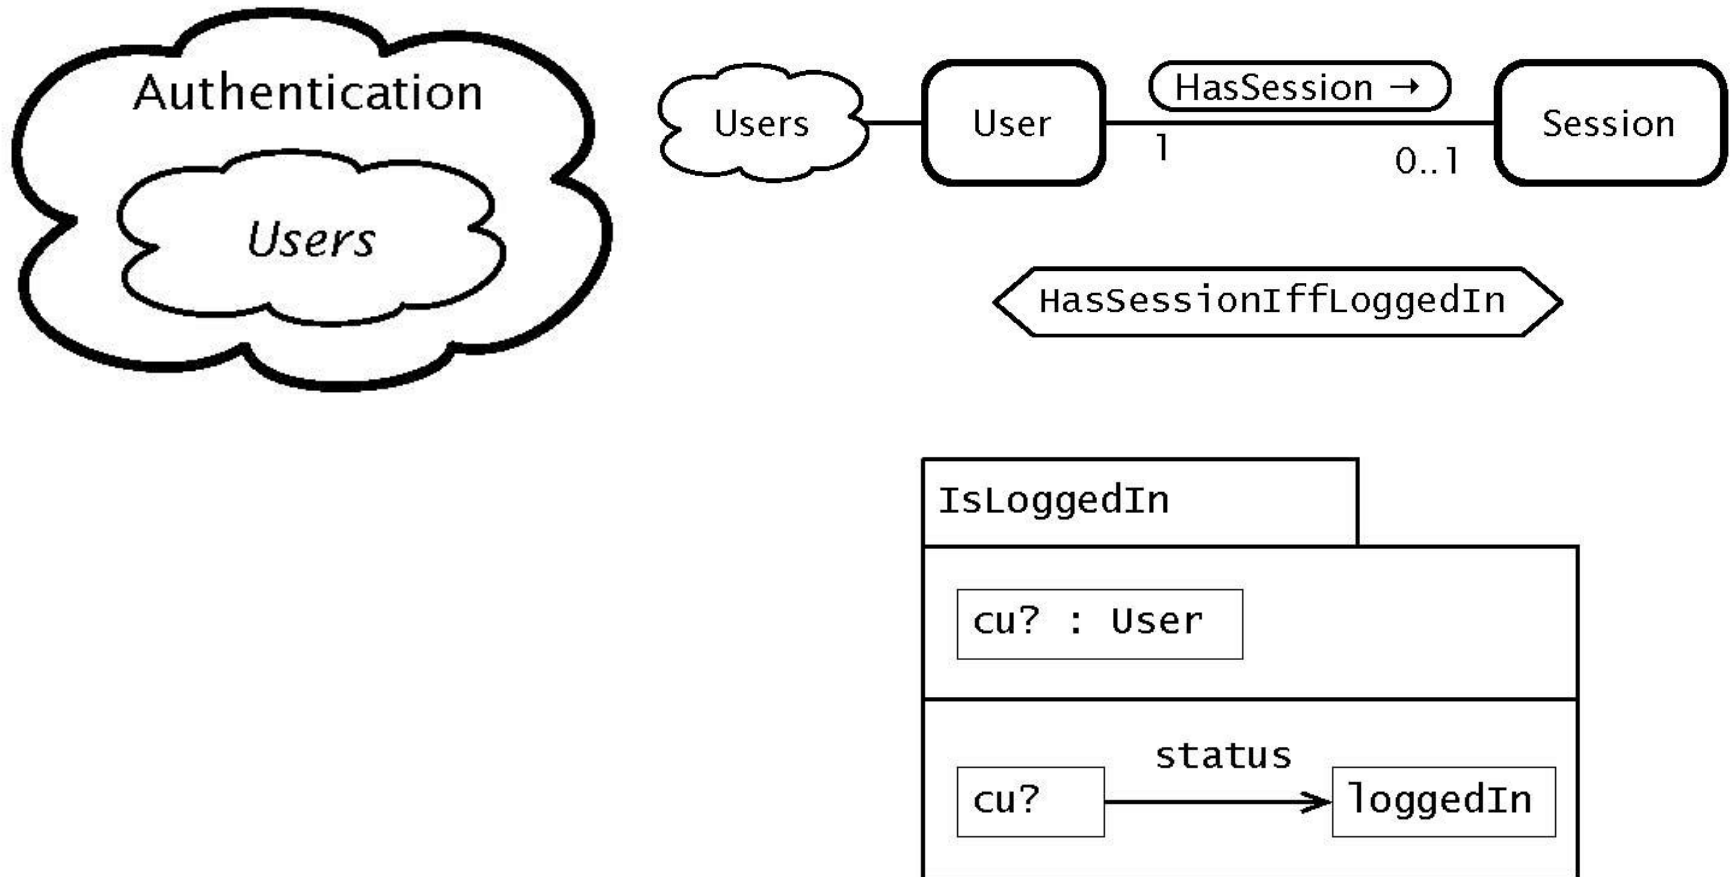 Authentication
Users
Users
User
HasSession →
1
0..1
Session
HasSessionIffLoggedIn
IsLoggedIn
cu? : User
status
cu?
loggedIn